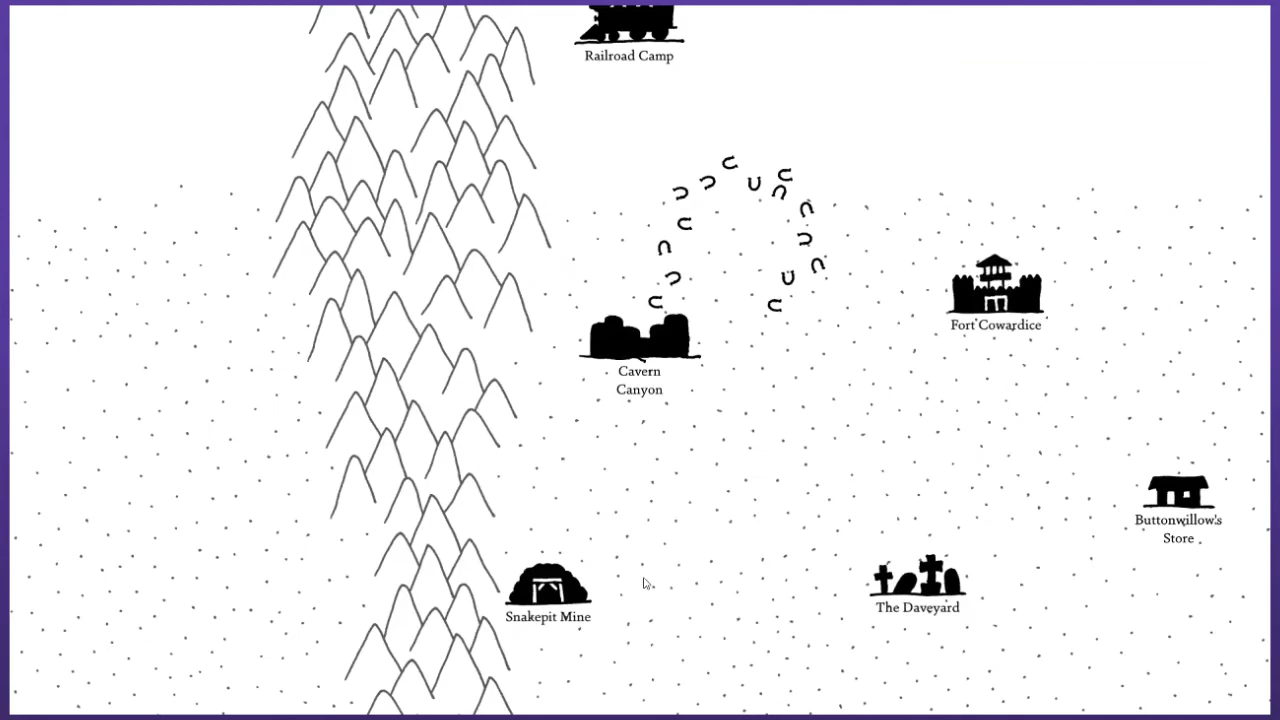 Railroad Camp
Fort Cowardice
Cavern
Canyon
Buttonwillow's
Store
The Daveyard
Snakepit Mine